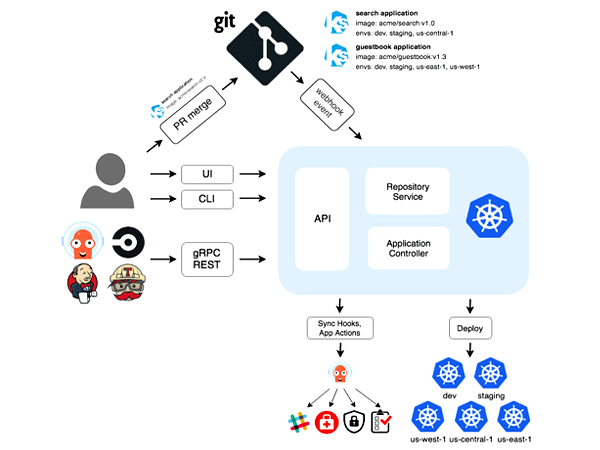 git
search application
image: acme/search:v1.0
envs: dev, staging, us-central-1
guestbook application
image: acme/guestbook:v1.3
envs: dev, staging, us-east-1, us-west-1
search application
image: acme/search:v2.0
PR merge
webhook
event
UI
CLI
gRPC
REST
API
Repository
Service
Application
Controller
Sync Hooks,
App Actions
Deploy
dev
staging
us-west-1
us-central-1
us-east-1